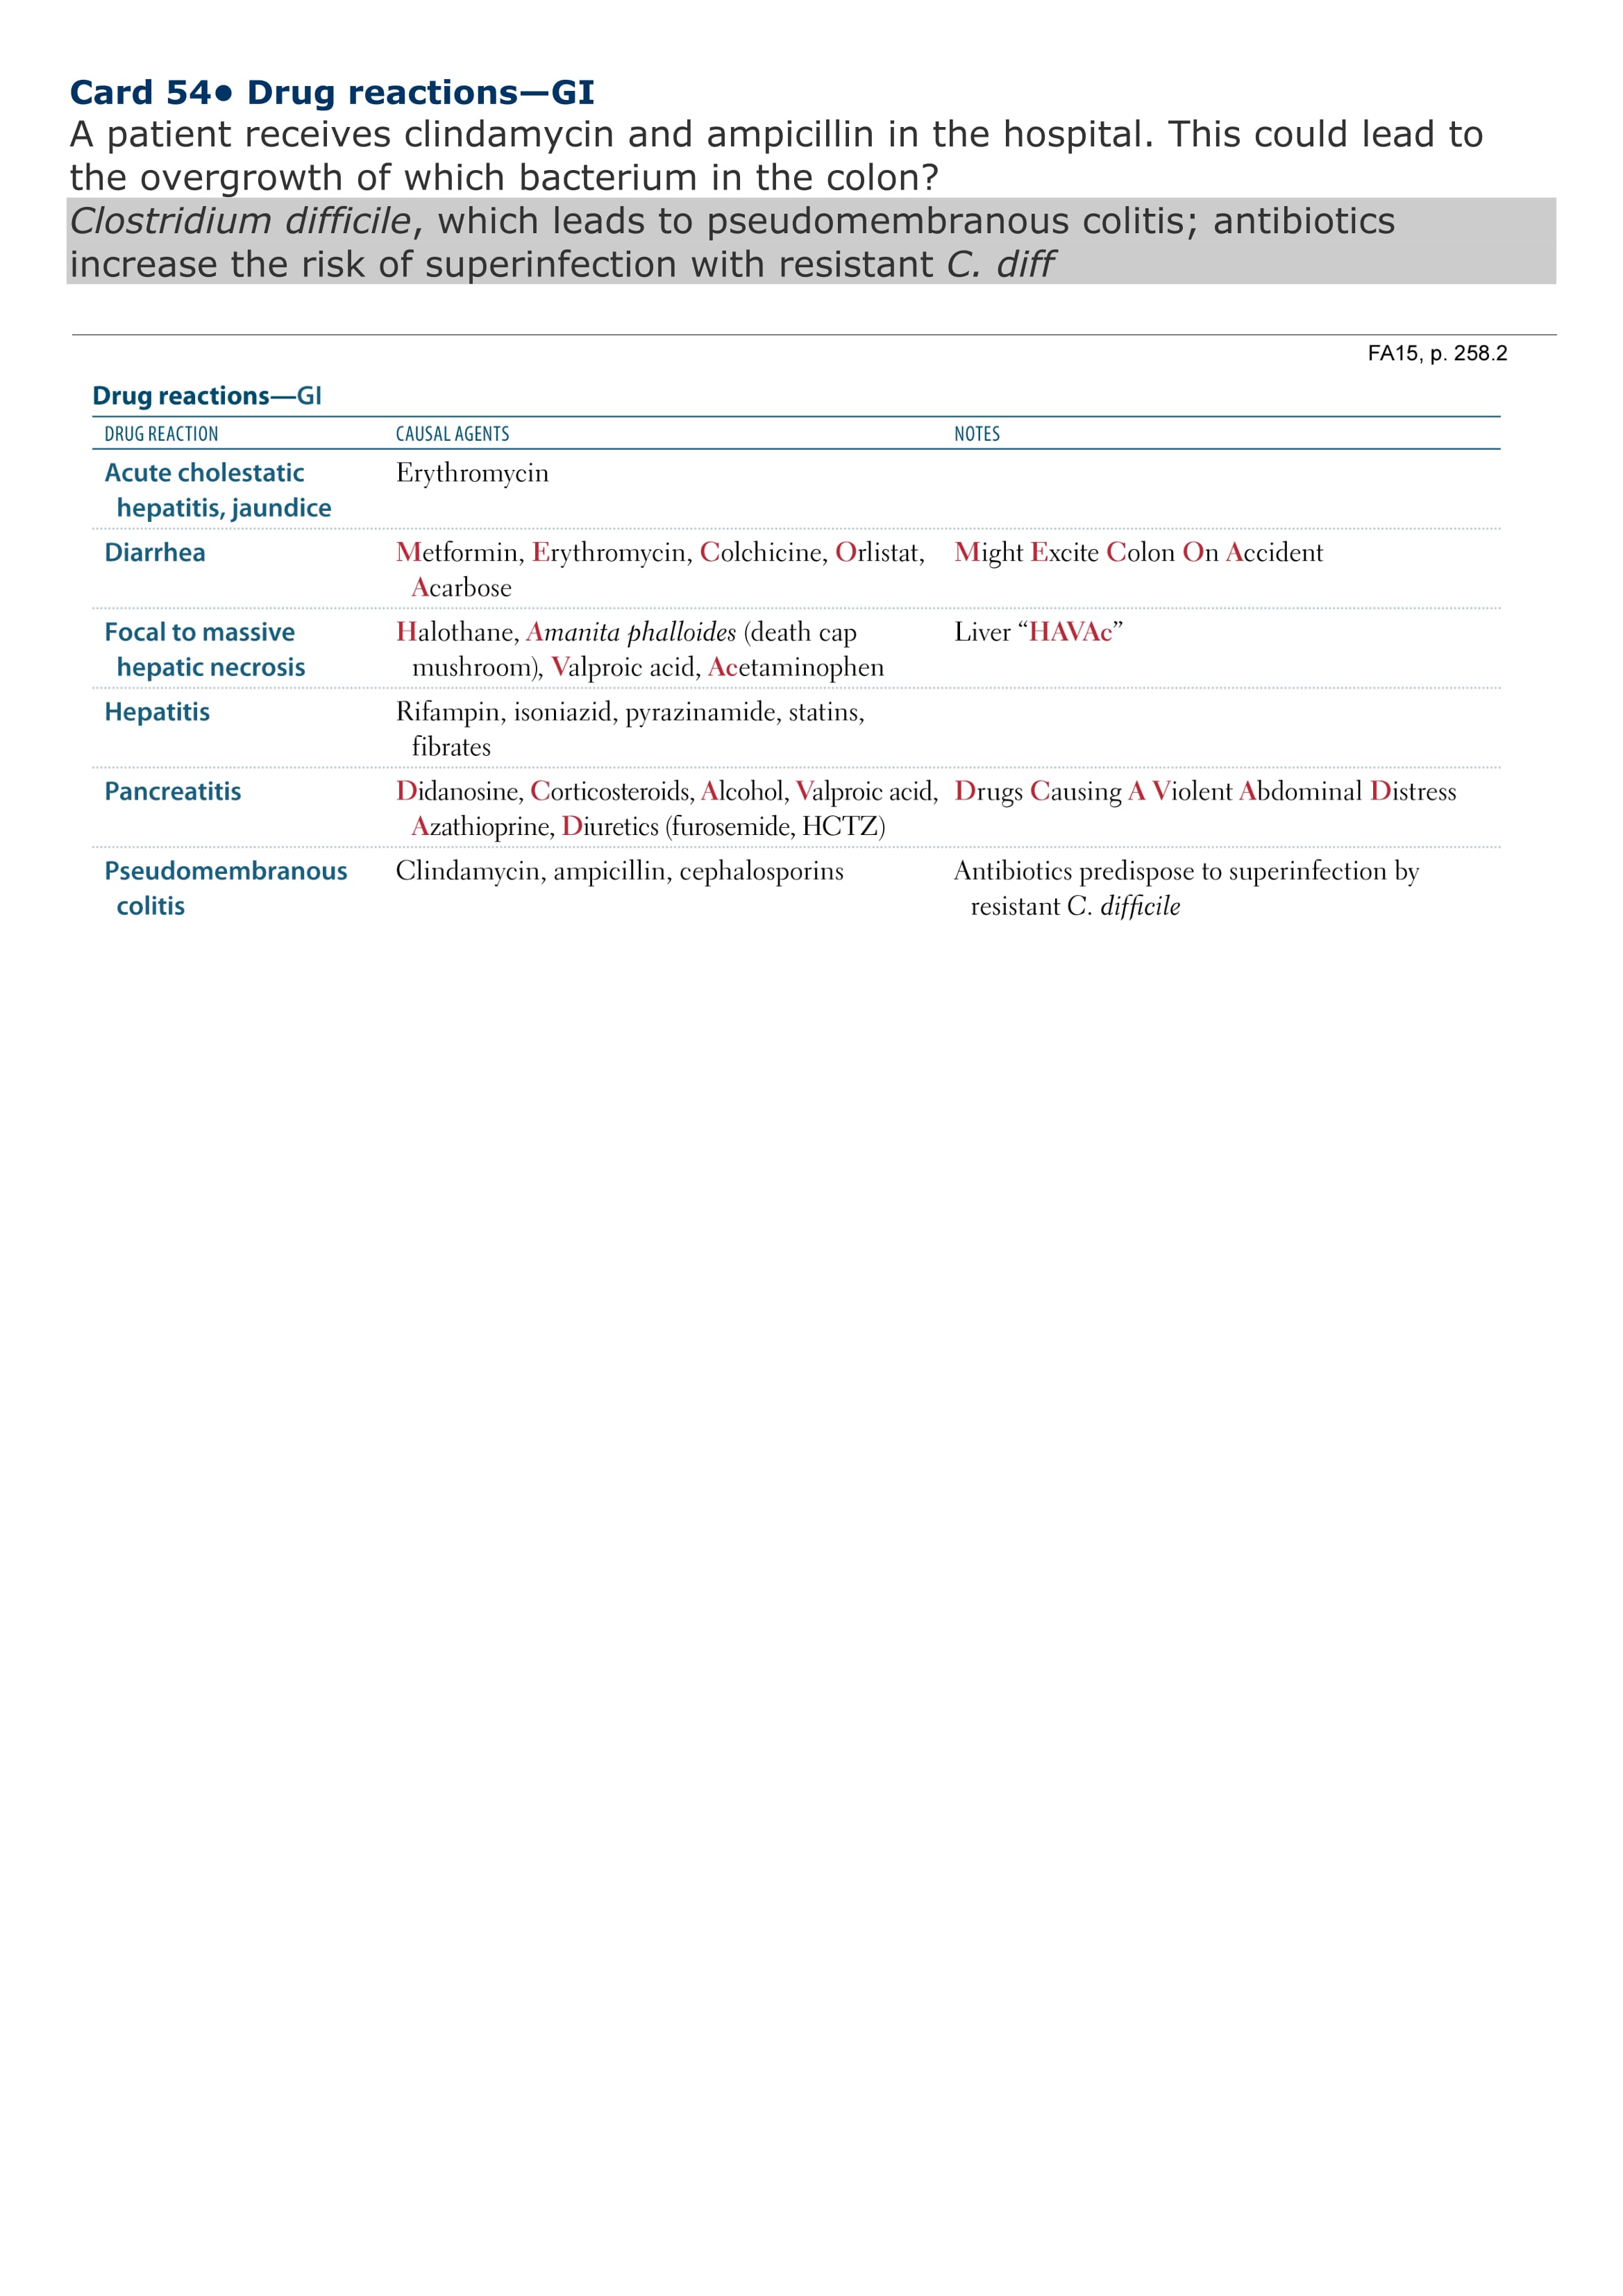 Card 54• Drug reactions—GI
A patient receives clindamycin and ampicillin in the hospital. This could lead to
the overgrowth of which bacterium in the colon?
Clostridium difficile, which leads to pseudomembranous colitis; antibiotics
increase the risk of superinfection with resistant C. diff
FA15, p. 258.2
Drug reactions—GI
DRUG REACTION CAUSAL AGENTS NOTES
Acute cholestatic Erythromycin
hepatitis, jaundice
Diarrhea Metformin, Erythromycin, Colchicine, Orlistat, Might Excite Colon On Accident
Acarbose
Focal to massive Halothane, Amanita phalloides (death cap Liver “HAVAc”
hepatic necrosis mushroom), Valproic acid, Acetaminophen
Hepatitis Rifampin, isoniazid, pyrazinamide, statins,
fibrates
Pancreatitis Didanosine, Corticosteroids, Alcohol, Valproic acid, Drugs Causing A Violent Abdominal Distress
Azathioprine, Diuretics (furosemide, HCTZ)
Pseudomembranous Clindamycin, ampicillin, cephalosporins Antibiotics predispose to superinfection by
colitis resistant C. difficile